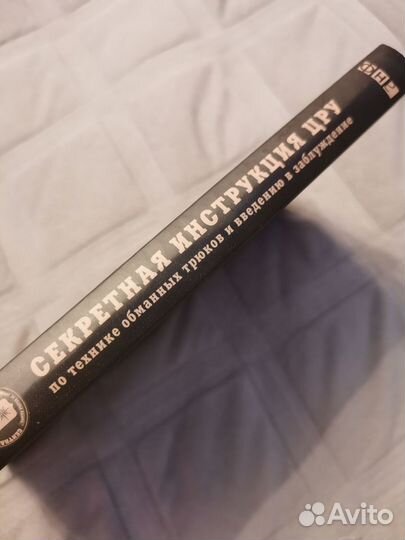 СЕКРЕТНАЯ ИНСТРУКЦИЯ ЦРУ
по технике обманных трюков и введению в заблуждение
Avito